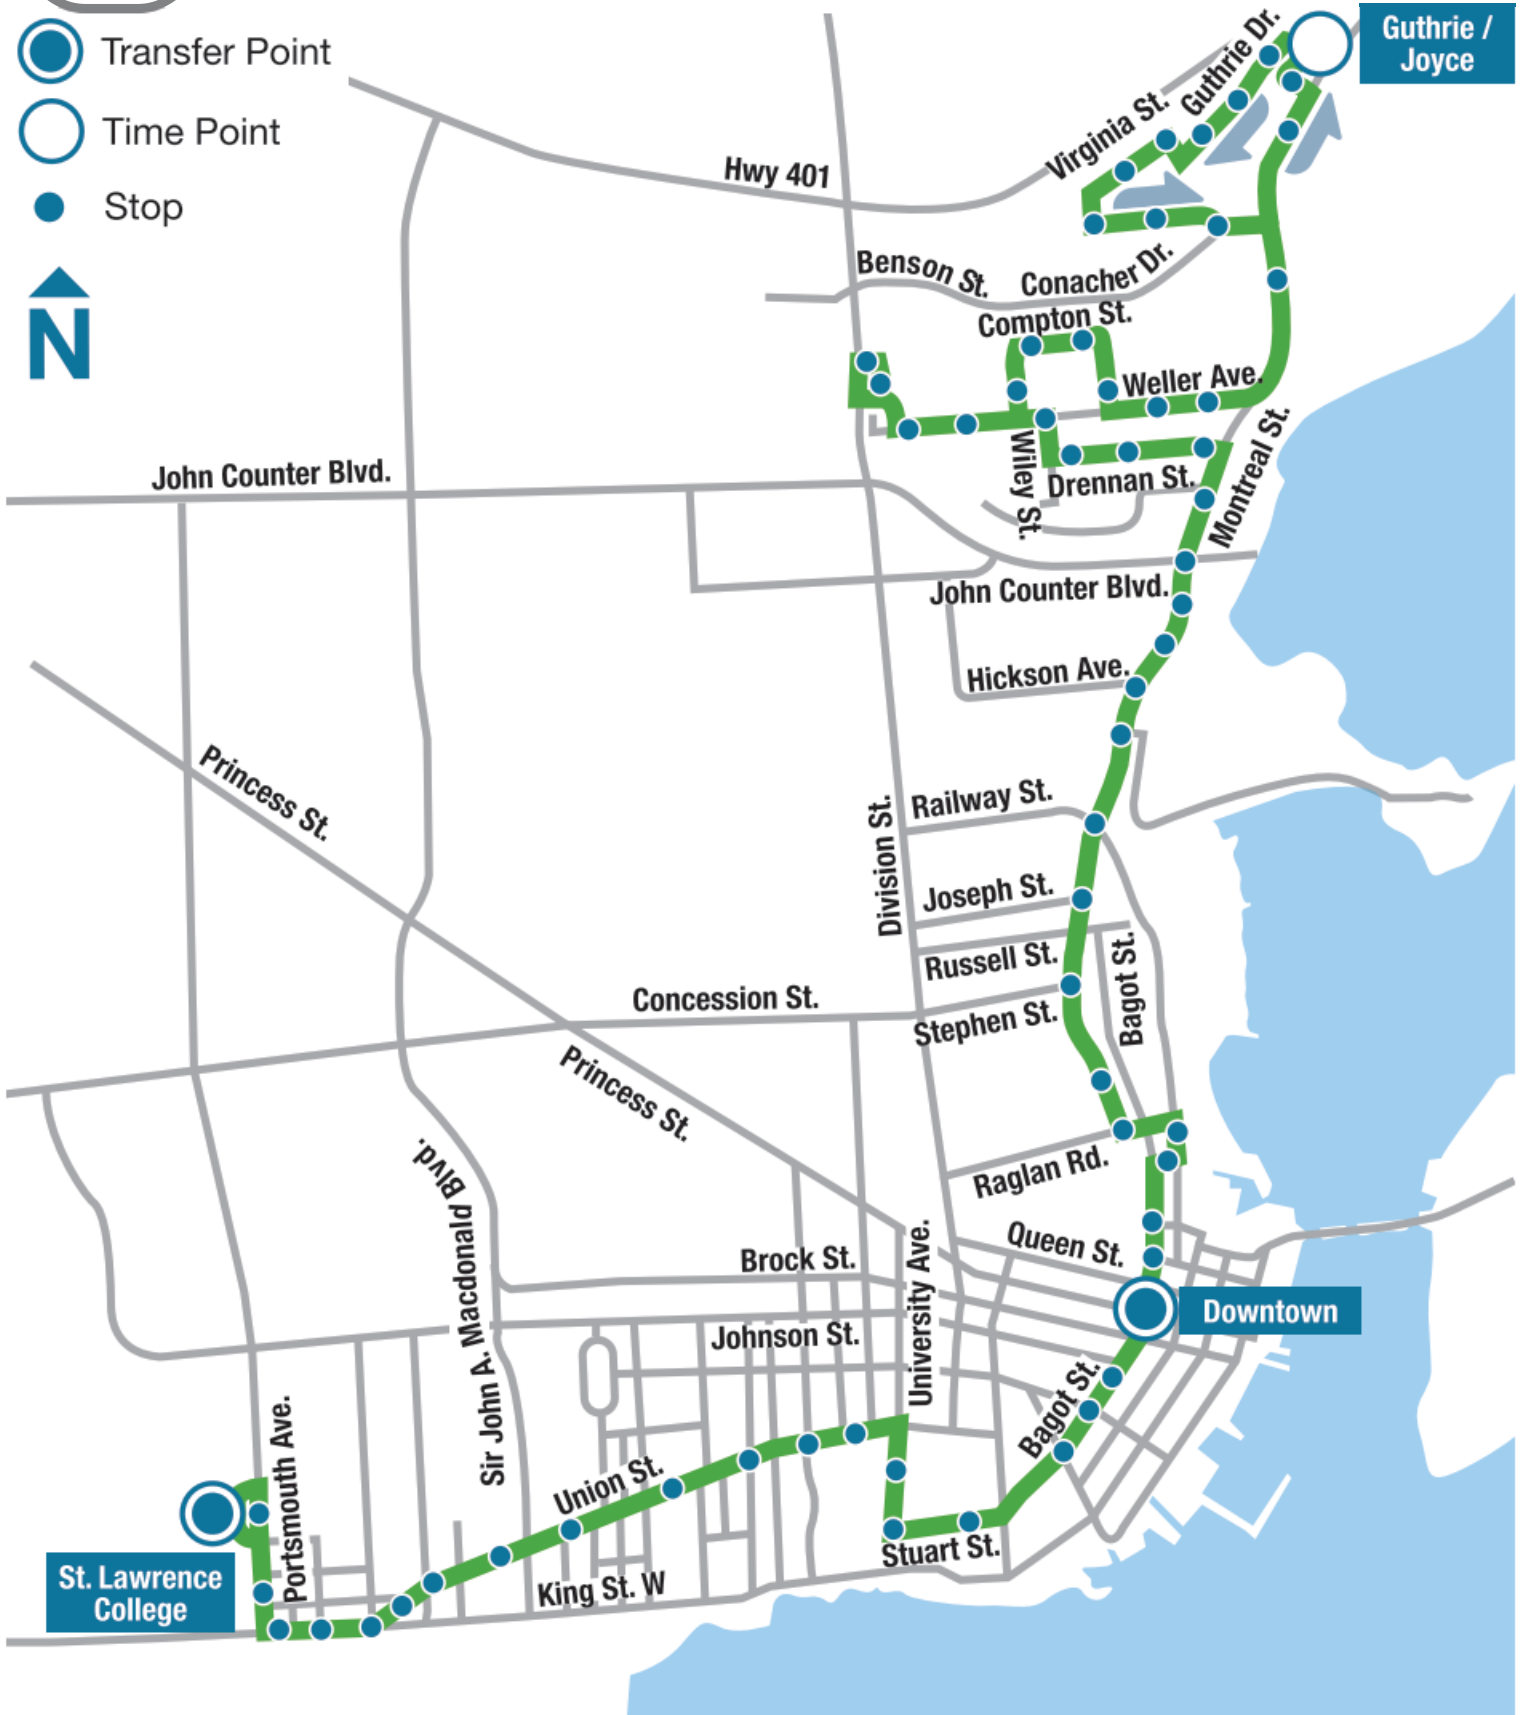 Transfer Point
Time Point
Stop
N
Guthrie /
Joyce
Guthrie Dr.
Virginia St.
Hwy 401
Benson St.
Conacher Dr.
Compton St.
Weller Ave.
Montreal St.
Wiley St.
Drennan St.
John Counter Blvd.
John Counter Blvd.
Hickson Ave.
Princess St.
Railway St.
Division St.
Joseph St.
Russell St.
Bagot St.
Concession St.
Stephen St.
Princess St.
Sir John A. Macdonald Blvd.
Raglan Rd.
Queen St.
Brock St.
University Ave.
Johnson St.
Downtown
Bagot St.
Portsmouth Ave.
Union St.
Stuart St.
King St. W
St. Lawrence
College